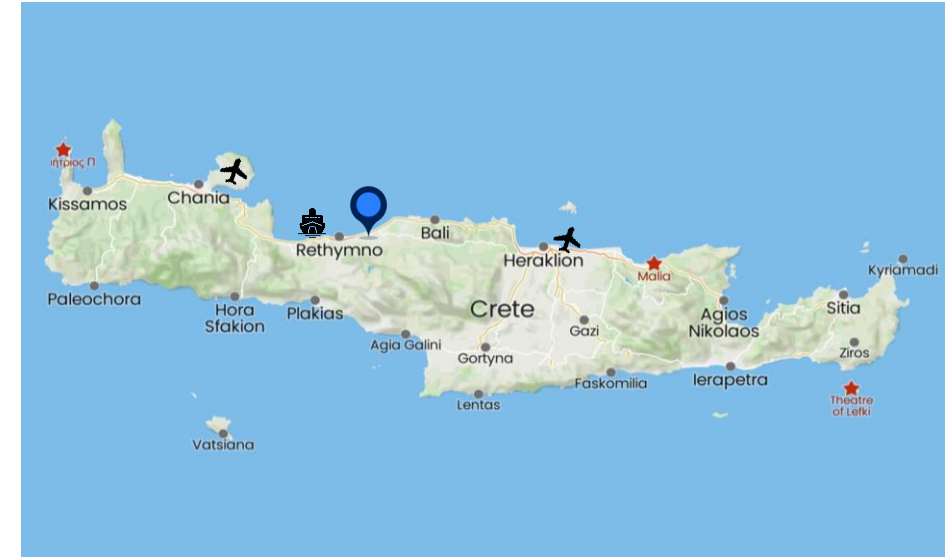 ήτριος Π
Kissamos
Chania
Rethymno
Bali
Heraklion
Malia
Kyriamadi
Paleochora
Hora
Sfakion
Plakias
Crete
Agios
Nikolaos
Sitia
Agia Galini
Gazi
Gortyna
Ziros
Faskomilia
Ierapetra
Lentas
Theatre
of Lefki
Vatsiana